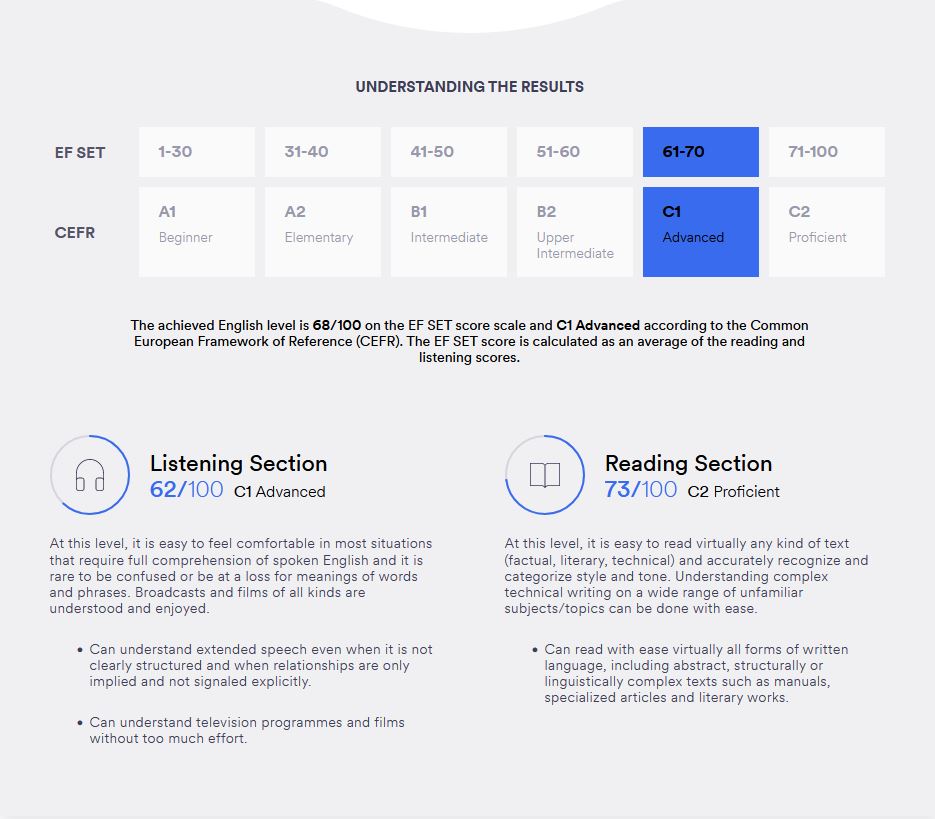 UNDERSTANDING THE RESULTS
EF SET
1-30
31-40
41-50
51-60
61-70
71-100
CEFR
A1
Beginner
A2
Elementary
B1
Intermediate
B2
Upper
Intermediate
C1
Advanced
C2
Proficient
The achieved English level is 68/100 on the EF SET score scale and C1 Advanced according to the Common
European Framework of Reference (CEFR). The EF SET score is calculated as an average of the reading and
listening scores.
Listening Section
62/100 C1 Advanced
At this level, it is easy to feel comfortable in most situations
that require full comprehension of spoken English and it is
rare to be confused or be at a loss for meanings of words
and phrases. Broadcasts and films of all kinds are
understood and enjoyed.
• Can understand extended speech even when it is not
clearly structured and when relationships are only
implied and not signaled explicitly.
• Can understand television programmes and films
without too much effort.
Reading Section
73/100 C2 Proficient
At this level, it is easy to read virtually any kind of text
(factual, literary, technical) and accurately recognize and
categorize style and tone. Understanding complex
technical writing on a wide range of unfamiliar
subjects/topics can be done with ease.
• Can read with ease virtually all forms of written
language, including abstract, structurally or
linguistically complex texts such as manuals,
specialized articles and literary works.